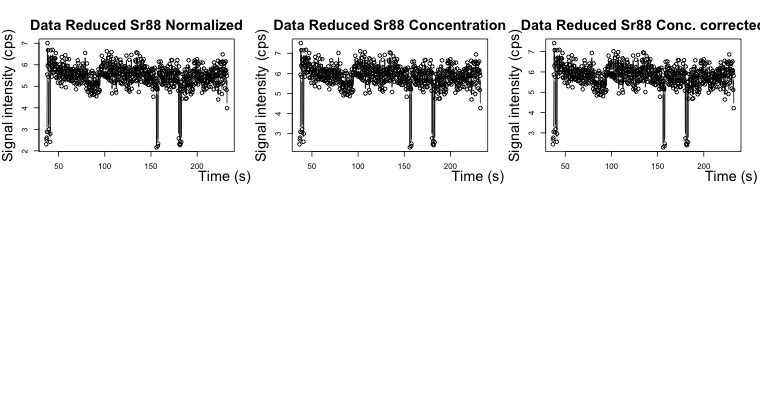 Data Reduced Sr88 Normalized
Signal intensity (cps)
7
6
5
4
3
2
50 100 150 200
Time (s)
Data Reduced Sr88 Concentration
Signal intensity (cps)
7
6
5
4
3
50 100 150 200
Time (s)
Data Reduced Sr88 Conc. corrected
Signal intensity (cps)
7
6
5
4
3
50 100 150 200
Time (s)